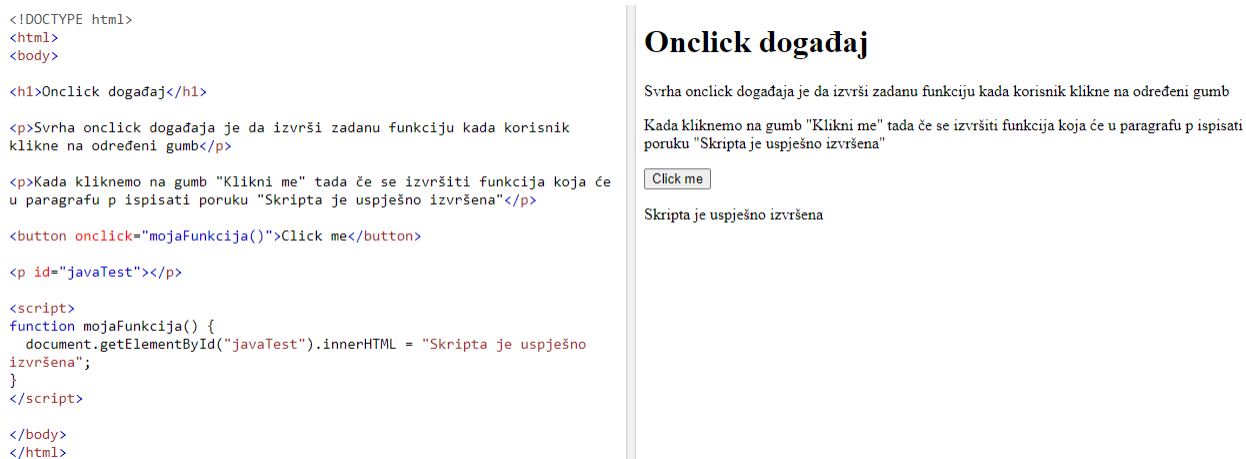 <!DOCTYPE html>
<html>
<body>
<h1>Onclick događaj</h1>
<p>Svrha onclick događaja je da izvrši zadanu funkciju kada korisnik
klikne na određeni gumb</p>
<p>Kada kliknemo na gumb "Klikni me" tada če se izvršiti funkcija koja će
u paragrafu p ispisati poruku "Skripta je uspješno izvršena"</p>
<button onclick="mojaFunkcija()">Click me</button>
<p id="javaTest"></p>
<script>
function mojaFunkcija() {
  document.getElementById("javaTest").innerHTML = "Skripta je uspješno
izvršena";
}
</script>
</body>
</html>
Onclick događaj
Svrha onclick događaja je da izvrši zadanu funkciju kada korisnik klikne na određeni gumb
Kada kliknemo na gumb "Klikni me" tada če se izvršiti funkcija koja će u paragrafu p ispisati
poruku "Skripta je uspješno izvršena"
Click me
Skripta je uspješno izvršena